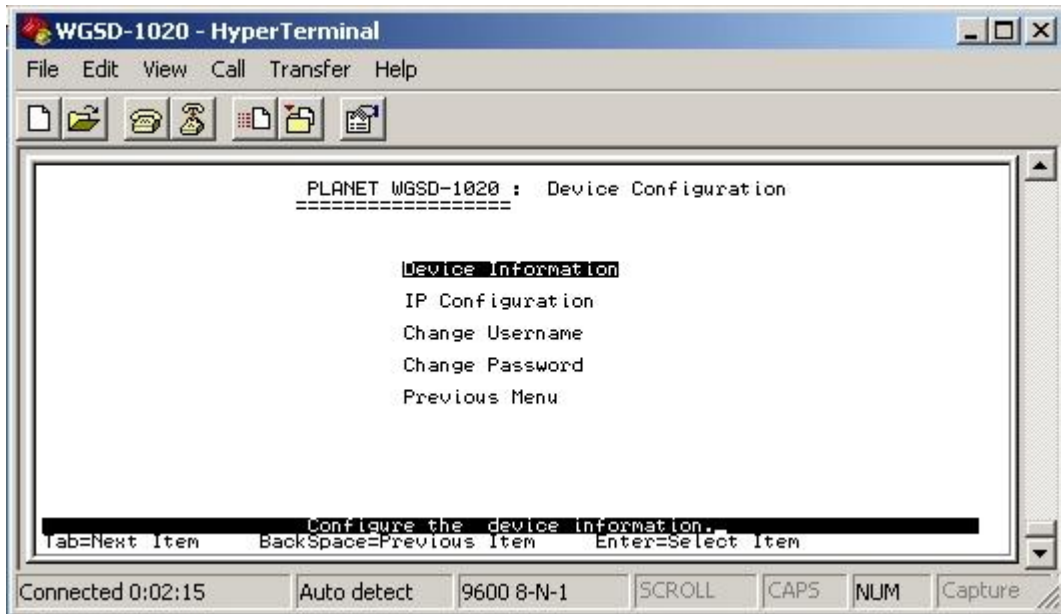 WGSD-1020 - HyperTerminal
File Edit View Call Transfer Help
PLANET WGSD-1020 : Device Configuration
==================
Device Information
IP Configuration
Change Username
Change Password
Previous Menu
Configure the device information._
Tab=Next Item BackSpace=Previous Item Enter=Select Item
Connected 0:02:15 Auto detect 9600 8-N-1 SCROLL CAPS NUM Capture